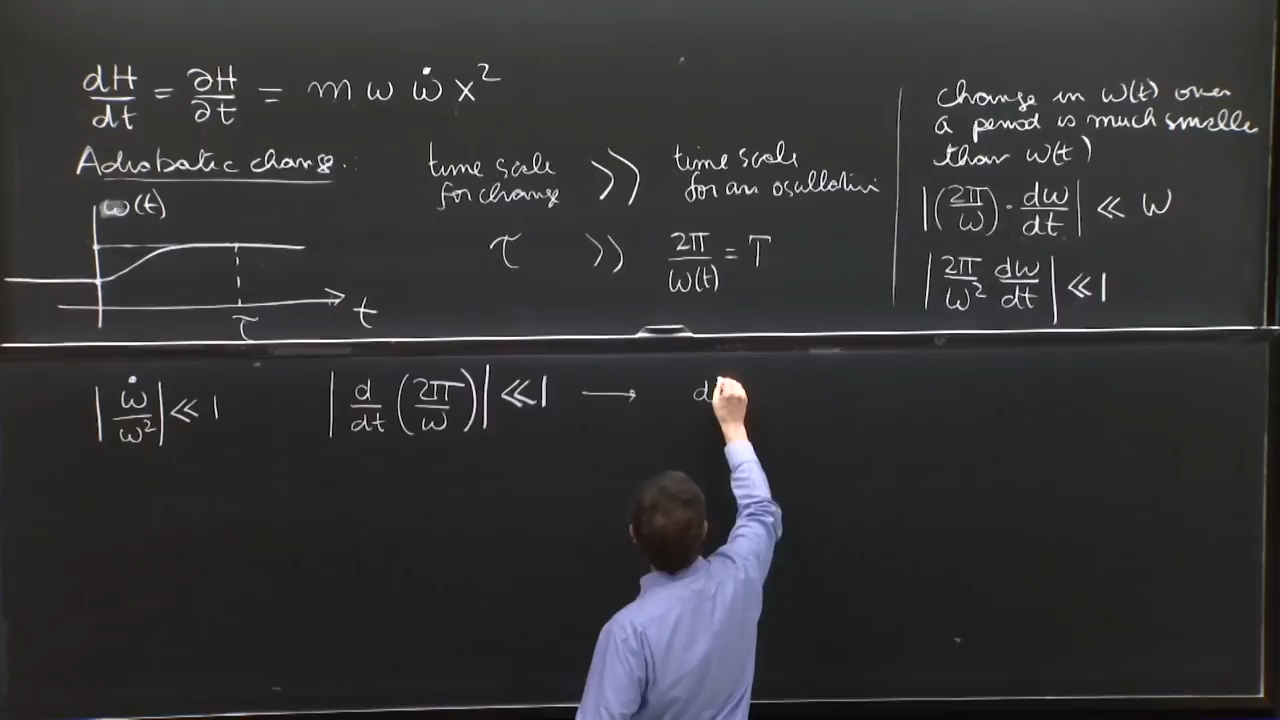 dH/dt = ∂H/∂t = m ω ω̇ x²
Adiabatic change:
ω(t)
t
τ
time scale for change >> time scale for an oscillation
τ >> 2π/ω(t) = T
change in ω(t) over
a period is much smaller
than ω(t)
|(2π/ω) · dω/dt| ≪ ω
|2π/ω² dω/dt| ≪ 1
|ω̇/ω²| ≪ 1   |d/dt (2π/ω)| ≪ 1 → d